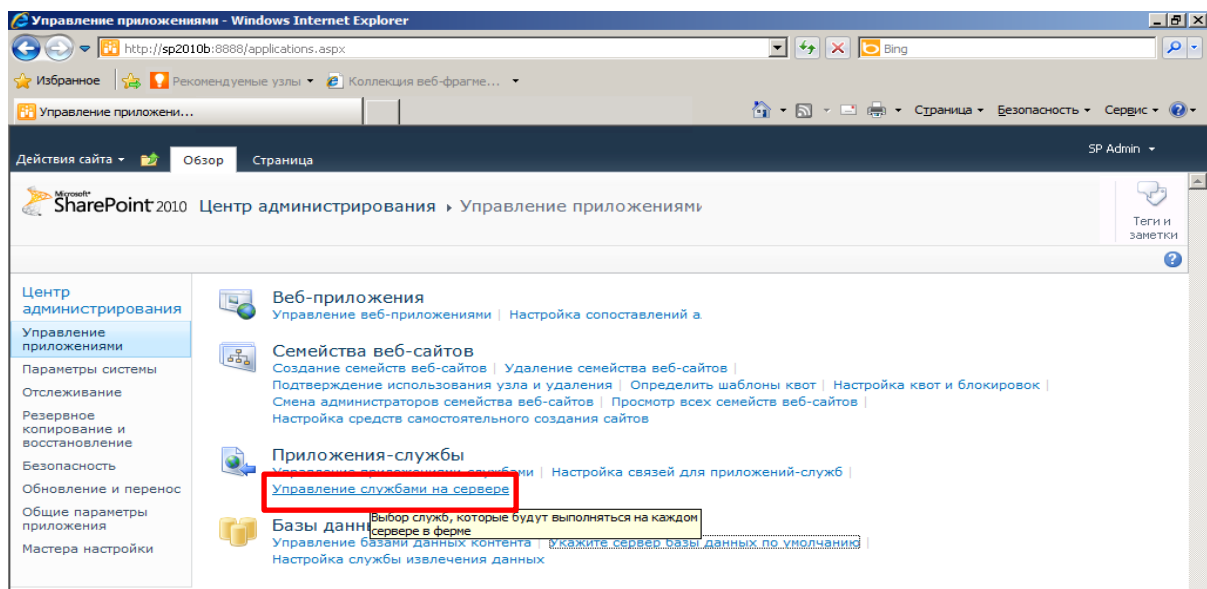 Управление приложениями - Windows Internet Explorer
http://sp2010b:8888/applications.aspx
Bing
Избранное Рекомендуемые узлы Коллекция веб-фрагме...
Управление приложени...
Страница Безопасность Сервис
SP Admin
Действия сайта Обзор Страница
Microsoft SharePoint 2010 Центр администрирования Управление приложениями
Теги и
заметки
Центр
администрирования
Управление
приложениями
Параметры системы
Отслеживание
Резервное
копирование и
восстановление
Безопасность
Обновление и перенос
Общие параметры
приложения
Мастера настройки
Веб-приложения
Управление веб-приложениями | Настройка сопоставлений а
Семейства веб-сайтов
Создание семейств веб-сайтов | Удаление семейства веб-сайтов |
Подтверждение использования узла и удаления | Определить шаблоны квот | Настройка квот и блокировок |
Смена администраторов семейства веб-сайтов | Просмотр всех семейств веб-сайтов |
Настройка средств самостоятельного создания сайтов
Приложения-службы
Управление приложениями-службами | Настройка связей для приложений-служб |
Управление службами на сервере
Выбор служб, которые будут выполняться на каждом
сервере в ферме
Базы данн
Управление базами данных контента | Укажите сервер базы данных по умолчанию |
Настройка службы извлечения данных